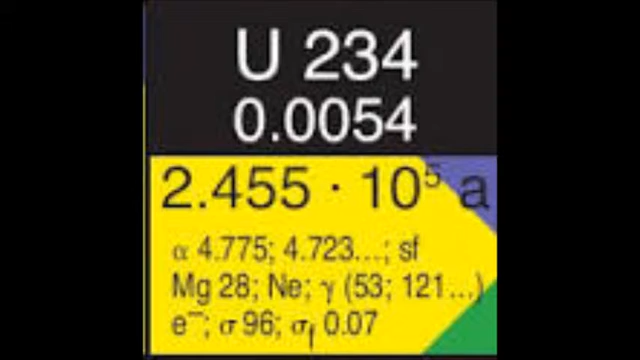 U 234
0.0054
2.455 · 10⁵ a
α 4.775; 4.723...; sf
Mg 28; Ne; γ (53; 121...)
e⁻; σ 96; σf 0.07